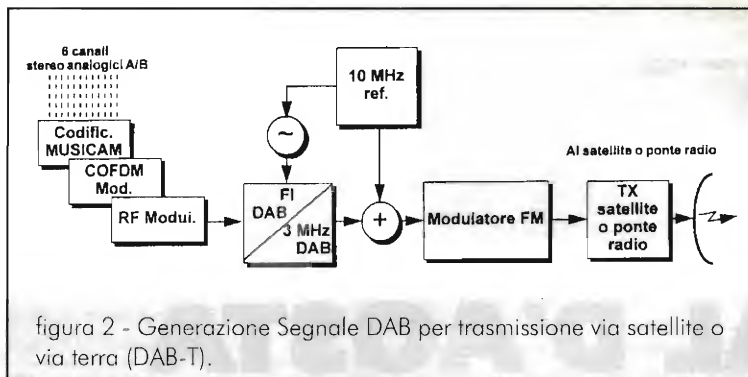 6 canali
stereo analogici A/B
Codific.
MUSICAM
COFDM
Mod.
RF Modul.
10 MHz
ref.
~
FI
DAB
3 MHz
DAB
+
Modulatore FM
Al satellite o ponte radio
TX
satellite
o ponte
radio
figura 2 - Generazione Segnale DAB per trasmissione via satellite o
via terra (DAB-T).